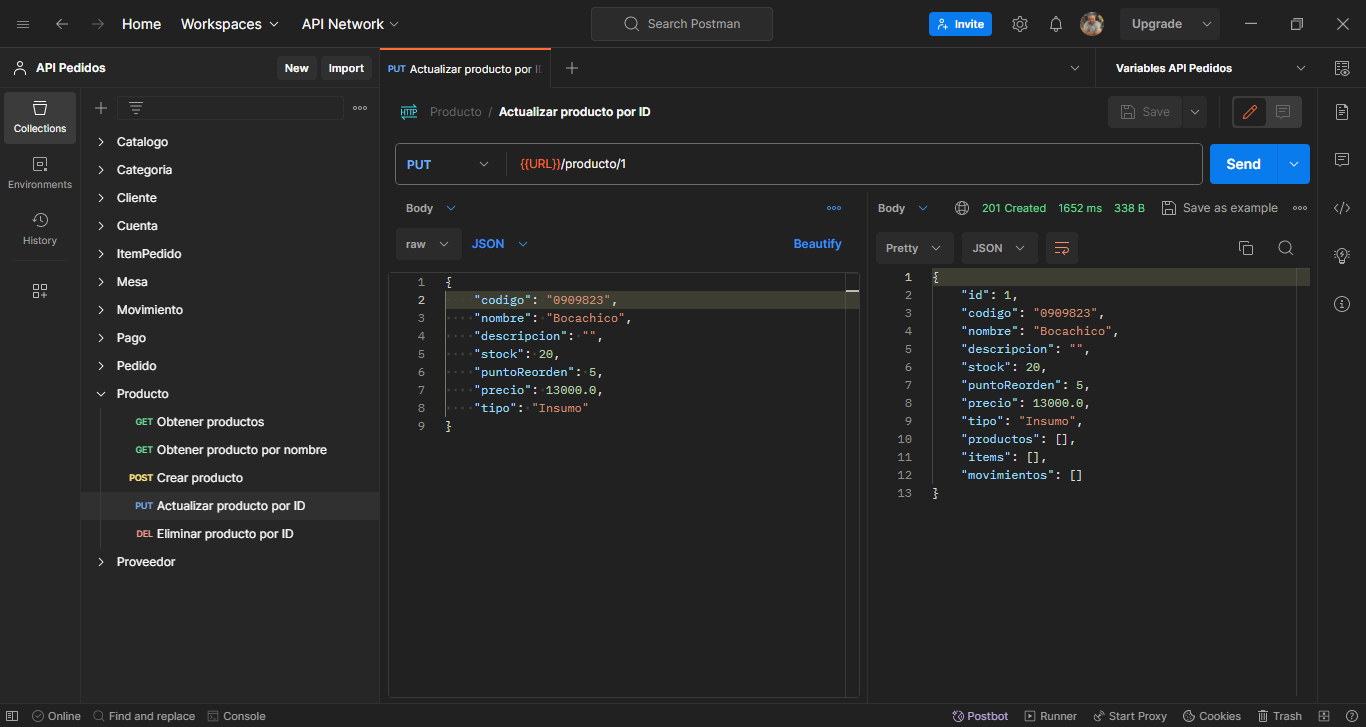 Home Workspaces API Network Search Postman Invite Upgrade
API Pedidos New Import PUT Actualizar producto por I Variables API Pedidos
Collections
Environments
History
Catalogo
Categoria
Cliente
Cuenta
ItemPedido
Mesa
Movimiento
Pago
Pedido
Producto
GET Obtener productos
GET Obtener producto por nombre
POST Crear producto
PUT Actualizar producto por ID
DEL Eliminar producto por ID
Proveedor
HTTP Producto / Actualizar producto por ID Save
PUT {{URL}}/producto/1 Send
Body
raw JSON Beautify
1 {
2 "codigo": "0909823",
3 "nombre": "Bocachico",
4 "descripcion": "",
5 "stock": 20,
6 "puntoReorden": 5,
7 "precio": 13000.0,
8 "tipo": "Insumo"
9 }
Body 201 Created 1652 ms 338 B Save as example
Pretty JSON
1 {
2 "id": 1,
3 "codigo": "0909823",
4 "nombre": "Bocachico",
5 "descripcion": "",
6 "stock": 20,
7 "puntoReorden": 5,
8 "precio": 13000.0,
9 "tipo": "Insumo",
10 "productos": [],
11 "items": [],
12 "movimientos": []
13 }
Online Find and replace Console Postbot Runner Start Proxy Cookies Trash